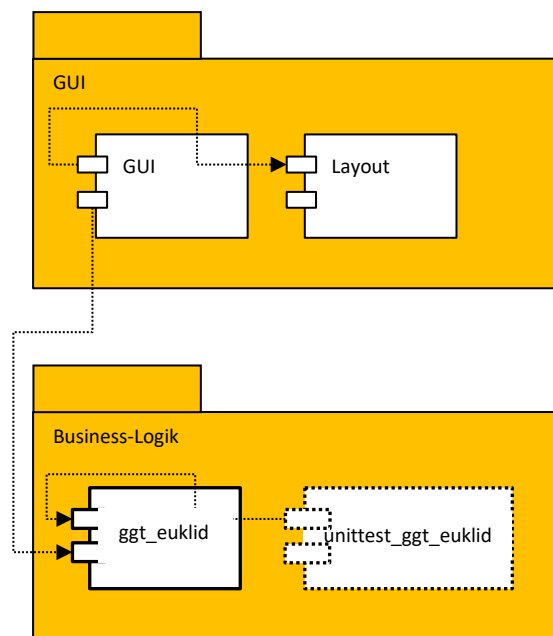 GUI
GUI
Layout
Business-Logik
ggt_euklid
unittest_ggt_euklid